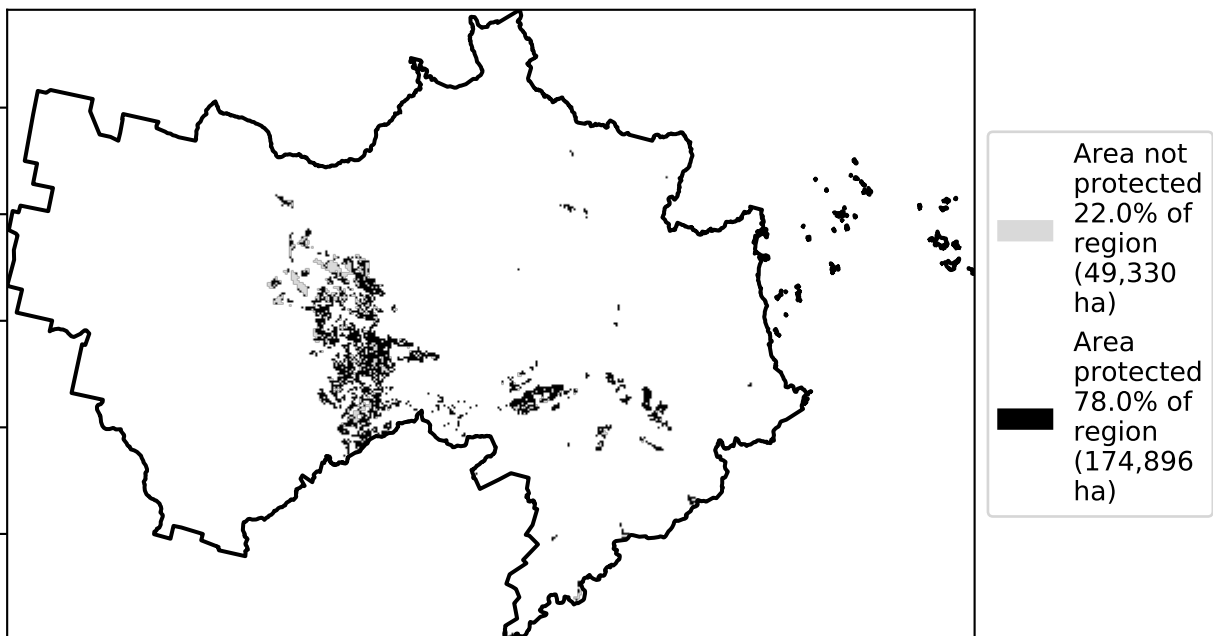 Area not
protected
22.0% of
region
(49,330
ha)
Area
protected
78.0% of
region
(174,896
ha)